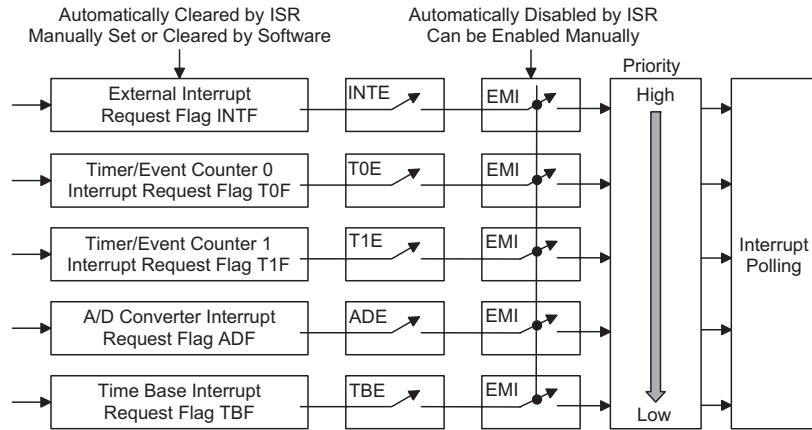 Automatically Cleared by ISR
Manually Set or Cleared by Software
Automatically Disabled by ISR
Can be Enabled Manually
Priority
External Interrupt
Request Flag INTF
INTE
EMI
High
Timer/Event Counter 0
Interrupt Request Flag T0F
T0E
EMI
Timer/Event Counter 1
Interrupt Request Flag T1F
T1E
EMI
Interrupt
Polling
A/D Converter Interrupt
Request Flag ADF
ADE
EMI
Time Base Interrupt
Request Flag TBF
TBE
EMI
Low